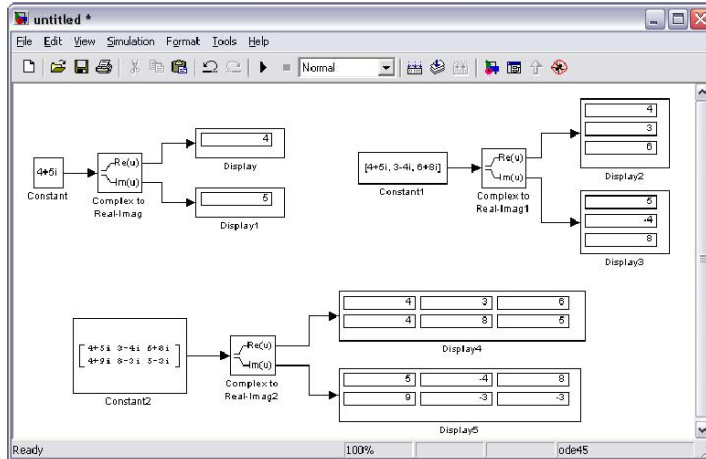 untitled *
File Edit View Simulation Format Tools Help
Normal
4+5i
Constant
Re(u)
Im(u)
Complex to
Real-Imag
4
Display
5
Display1
[4+5i, 3-4i, 6+8i]
Constant1
Re(u)
Im(u)
Complex to
Real-Imag1
4
3
6
Display2
5
-4
8
Display3
4+5i 3-4i 6+8i
4+9i 8-3i 5-3i
Constant2
Re(u)
Im(u)
Complex to
Real-Imag2
4 3 6
4 8 5
Display4
5 -4 8
9 -3 -3
Display5
Ready 100% ode45